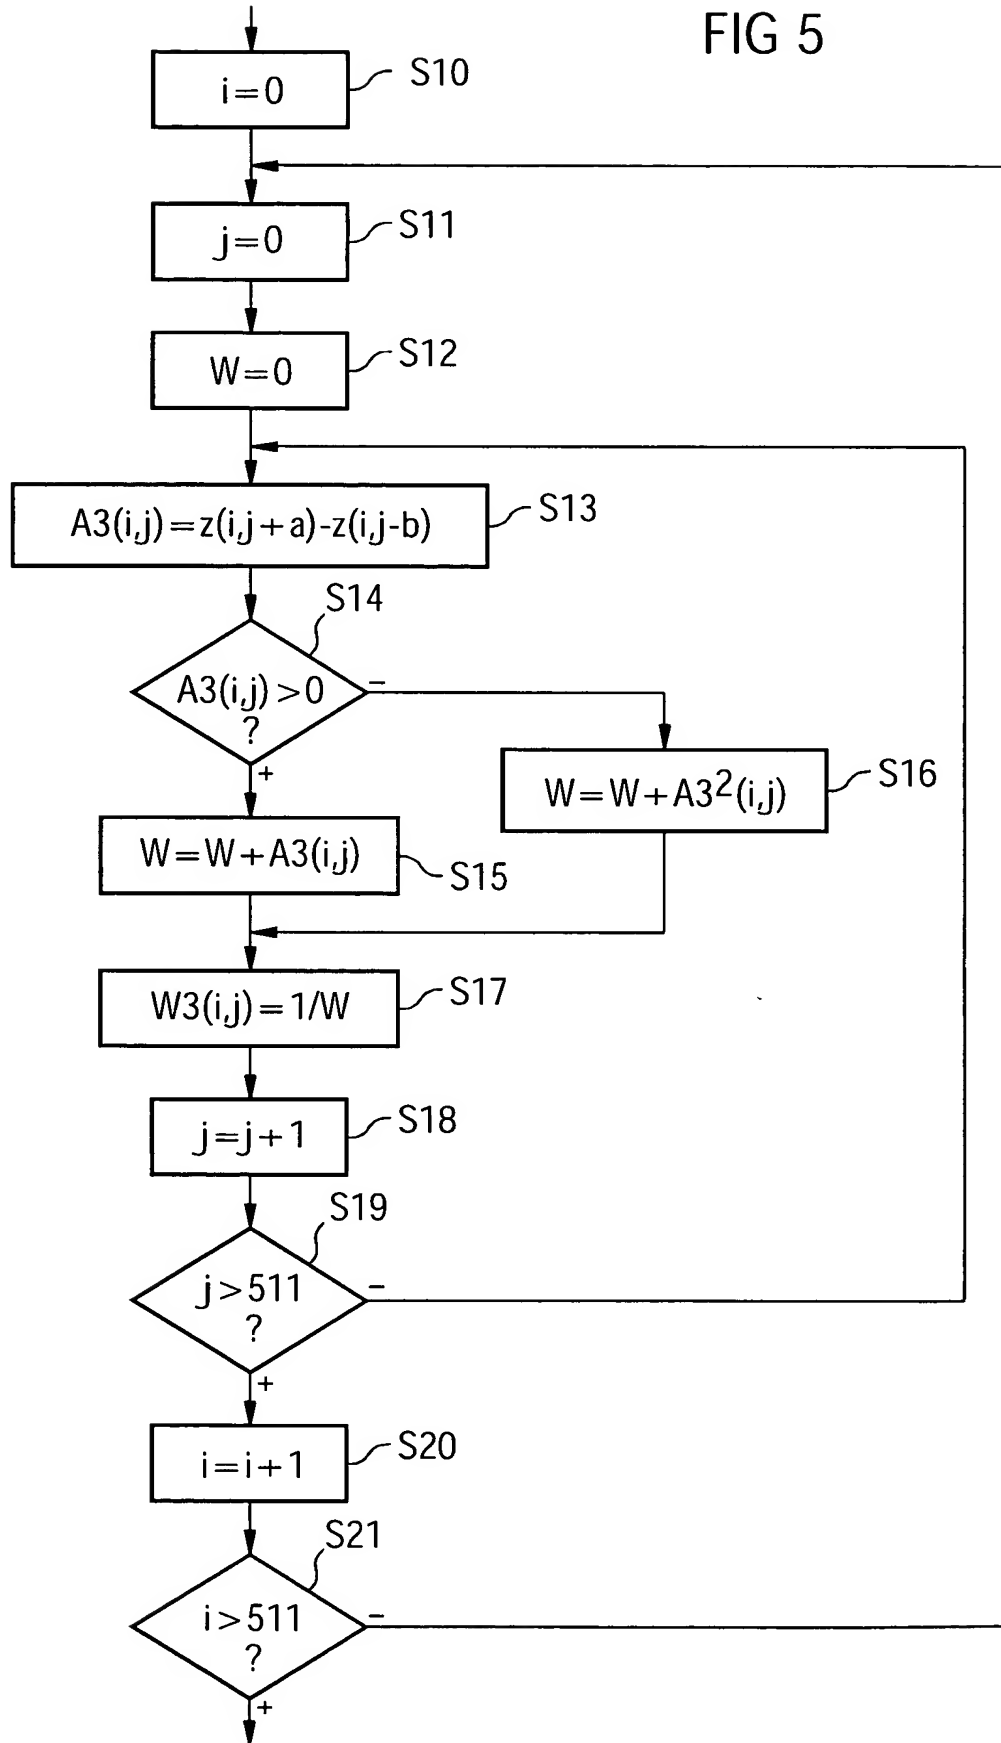 FIG 5
i=0
S10
j=0
S11
W=0
S12
A3(i,j)=z(i,j+a)-z(i,j-b)
S13
S14
A3(i,j)>0
?
-
+
W=W+A3²(i,j)
S16
W=W+A3(i,j)
S15
W3(i,j)=1/W
S17
j=j+1
S18
S19
j>511
?
-
+
i=i+1
S20
S21
i>511
?
-
+